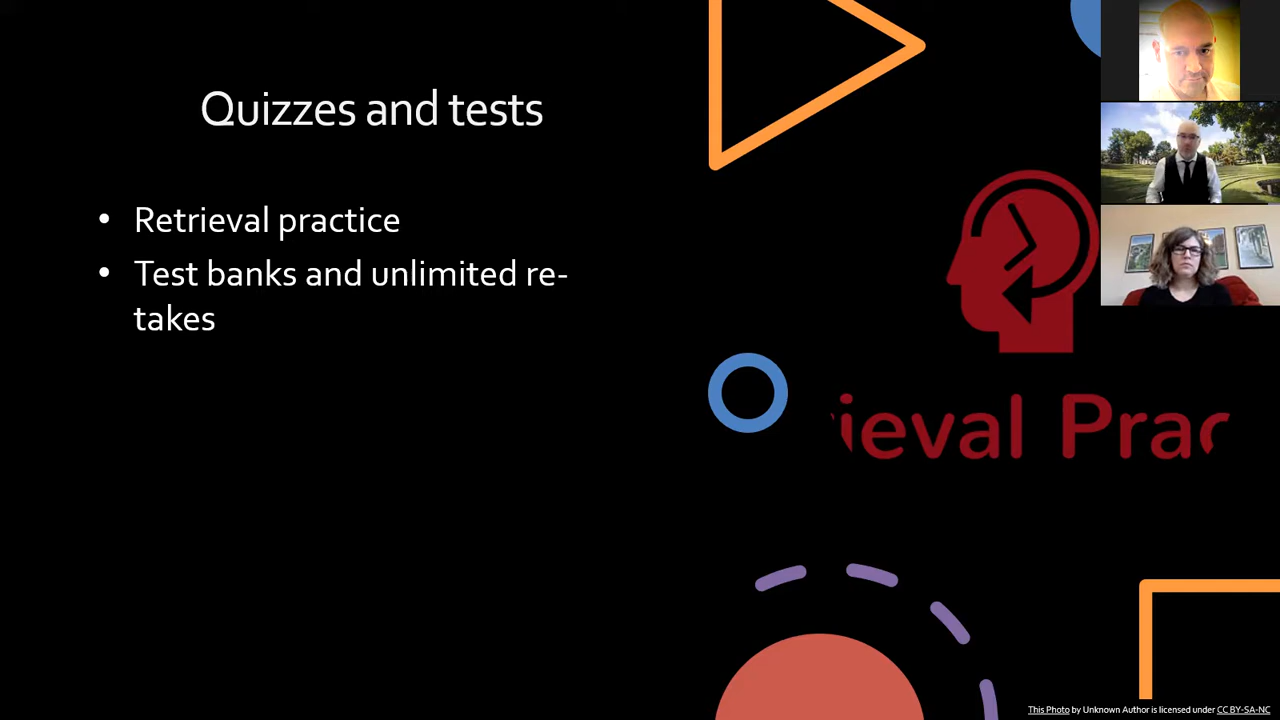 Quizzes and tests
• Retrieval practice
• Test banks and unlimited re-
takes
ieval Prac
This Photo by Unknown Author is licensed under CC BY-SA-NC